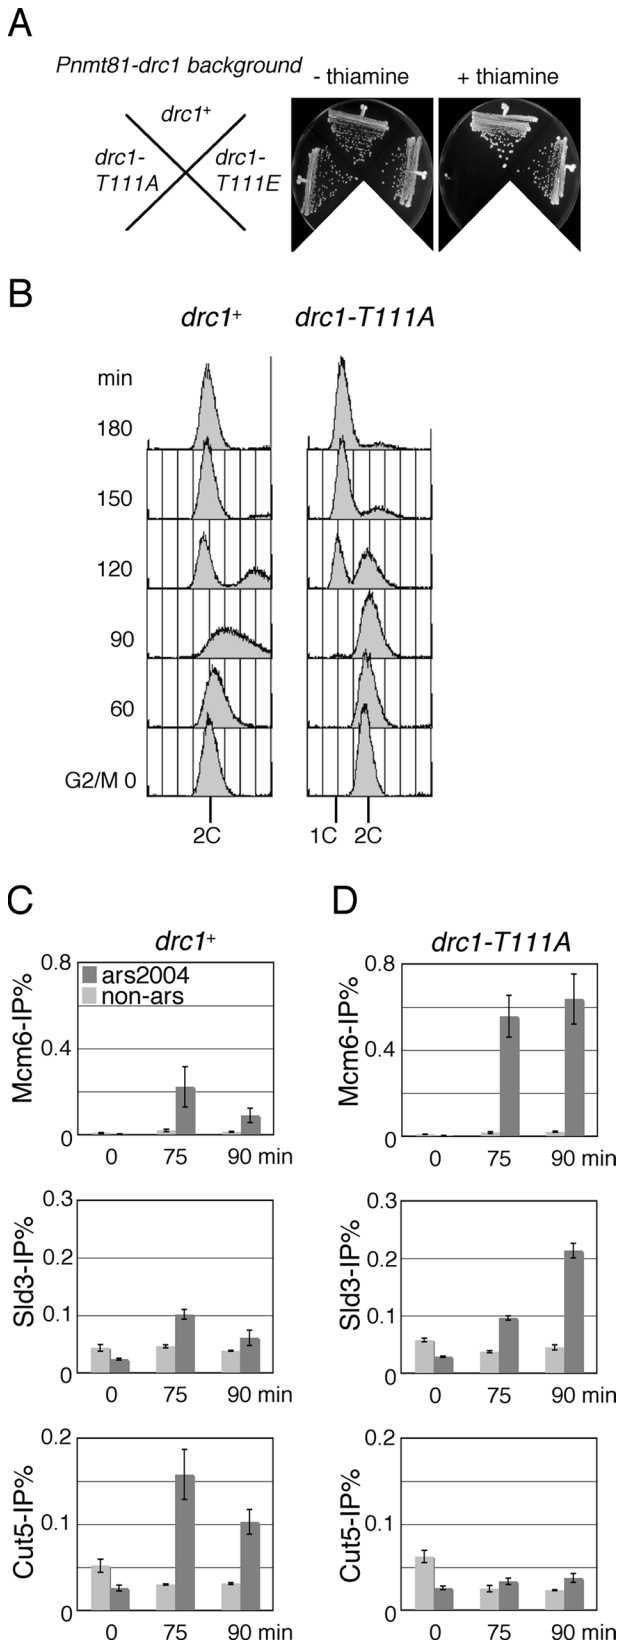 A
Pnmt81-drc1 background
- thiamine
+ thiamine
drc1+
drc1-
T111A
drc1-
T111E
B
drc1+
drc1-T111A
min
180
150
120
90
60
G2/M 0
2C
1C
2C
C
drc1+
ars2004
non-ars
Mcm6-IP%
0.8
0.4
0
0
75
90 min
Sld3-IP%
0.3
0.2
0.1
0
0
75
90 min
Cut5-IP%
0.2
0.1
0
0
75
90 min
D
drc1-T111A
Mcm6-IP%
0.8
0.4
0
0
75
90 min
Sld3-IP%
0.3
0.2
0.1
0
0
75
90 min
Cut5-IP%
0.2
0.1
0
0
75
90 min